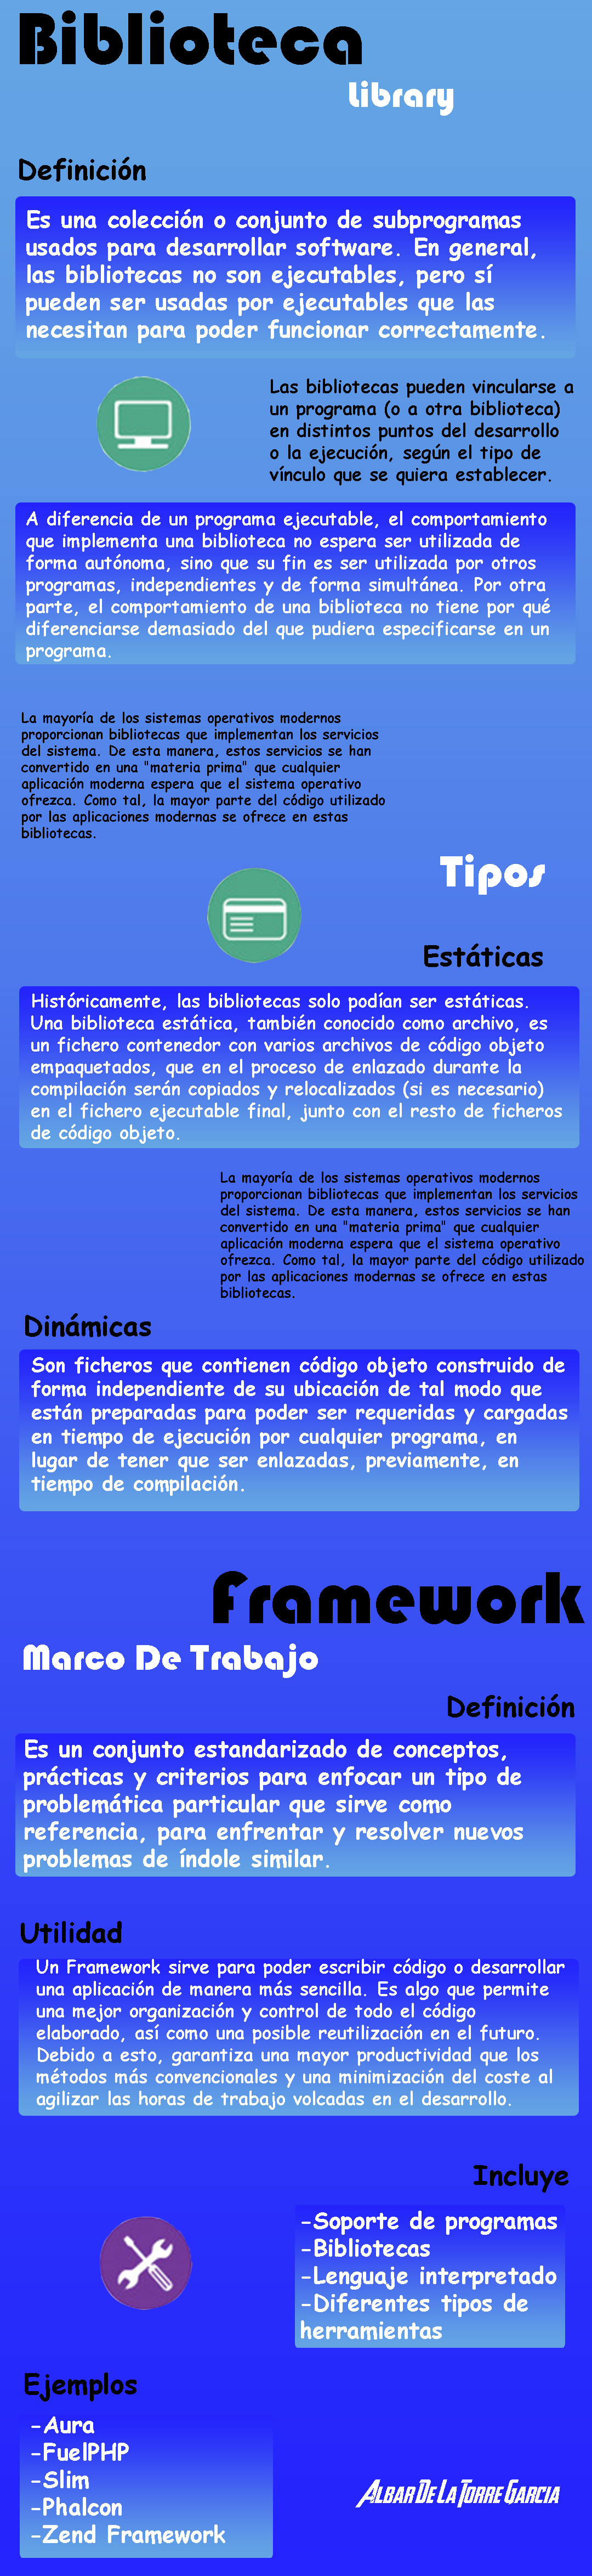 Biblioteca
Library
Definición
Es una colección o conjunto de subprogramas
usados para desarrollar software. En general,
las bibliotecas no son ejecutables, pero sí
pueden ser usadas por ejecutables que las
necesitan para poder funcionar correctamente.
Las bibliotecas pueden vincularse a
un programa (o a otra biblioteca)
en distintos puntos del desarrollo
o la ejecución, según el tipo de
vínculo que se quiera establecer.
A diferencia de un programa ejecutable, el comportamiento
que implementa una biblioteca no espera ser utilizada de
forma autónoma, sino que su fin es ser utilizada por otros
programas, independientes y de forma simultánea. Por otra
parte, el comportamiento de una biblioteca no tiene por qué
diferenciarse demasiado del que pudiera especificarse en un
programa.
La mayoría de los sistemas operativos modernos
proporcionan bibliotecas que implementan los servicios
del sistema. De esta manera, estos servicios se han
convertido en una "materia prima" que cualquier
aplicación moderna espera que el sistema operativo
ofrezca. Como tal, la mayor parte del código utilizado
por las aplicaciones modernas se ofrece en estas
bibliotecas.
Tipos
Estáticas
Históricamente, las bibliotecas solo podían ser estáticas.
Una biblioteca estática, también conocido como archivo, es
un fichero contenedor con varios archivos de código objeto
empaquetados, que en el proceso de enlazado durante la
compilación serán copiados y relocalizados (si es necesario)
en el fichero ejecutable final, junto con el resto de ficheros
de código objeto.
La mayoría de los sistemas operativos modernos
proporcionan bibliotecas que implementan los servicios
del sistema. De esta manera, estos servicios se han
convertido en una "materia prima" que cualquier
aplicación moderna espera que el sistema operativo
ofrezca. Como tal, la mayor parte del código utilizado
por las aplicaciones modernas se ofrece en estas
bibliotecas.
Dinámicas
Son ficheros que contienen código objeto construido de
forma independiente de su ubicación de tal modo que
están preparadas para poder ser requeridas y cargadas
en tiempo de ejecución por cualquier programa, en
lugar de tener que ser enlazadas, previamente, en
tiempo de compilación.
Framework
Marco De Trabajo
Definición
Es un conjunto estandarizado de conceptos,
prácticas y criterios para enfocar un tipo de
problemática particular que sirve como
referencia, para enfrentar y resolver nuevos
problemas de índole similar.
Utilidad
Un Framework sirve para poder escribir código o desarrollar
una aplicación de manera más sencilla. Es algo que permite
una mejor organización y control de todo el código
elaborado, así como una posible reutilización en el futuro.
Debido a esto, garantiza una mayor productividad que los
métodos más convencionales y una minimización del coste al
agilizar las horas de trabajo volcadas en el desarrollo.
Incluye
-Soporte de programas
-Bibliotecas
-Lenguaje interpretado
-Diferentes tipos de
herramientas
Ejemplos
-Aura
-FuelPHP
-Slim
-Phalcon
-Zend Framework
Albar De La Torre Garcia